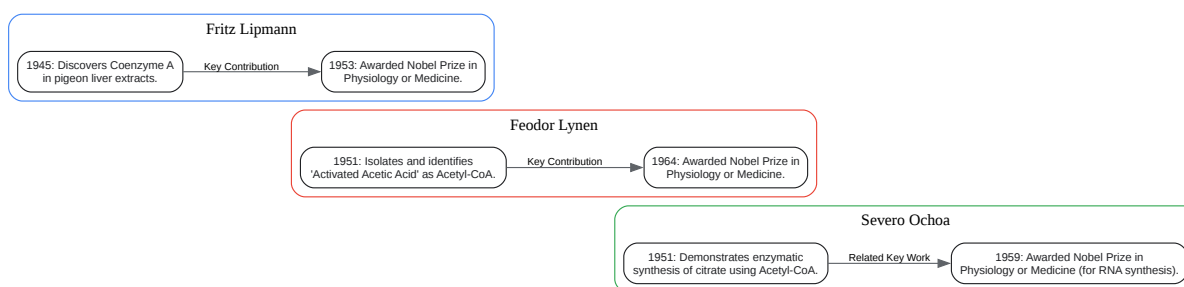 Fritz Lipmann
1945: Discovers Coenzyme A
in pigeon liver extracts.
Key Contribution
1953: Awarded Nobel Prize in
Physiology or Medicine.
Feodor Lynen
1951: Isolates and identifies
'Activated Acetic Acid' as Acetyl-CoA.
Key Contribution
1964: Awarded Nobel Prize in
Physiology or Medicine.
Severo Ochoa
1951: Demonstrates enzymatic
synthesis of citrate using Acetyl-CoA.
Related Key Work
1959: Awarded Nobel Prize in
Physiology or Medicine (for RNA synthesis).